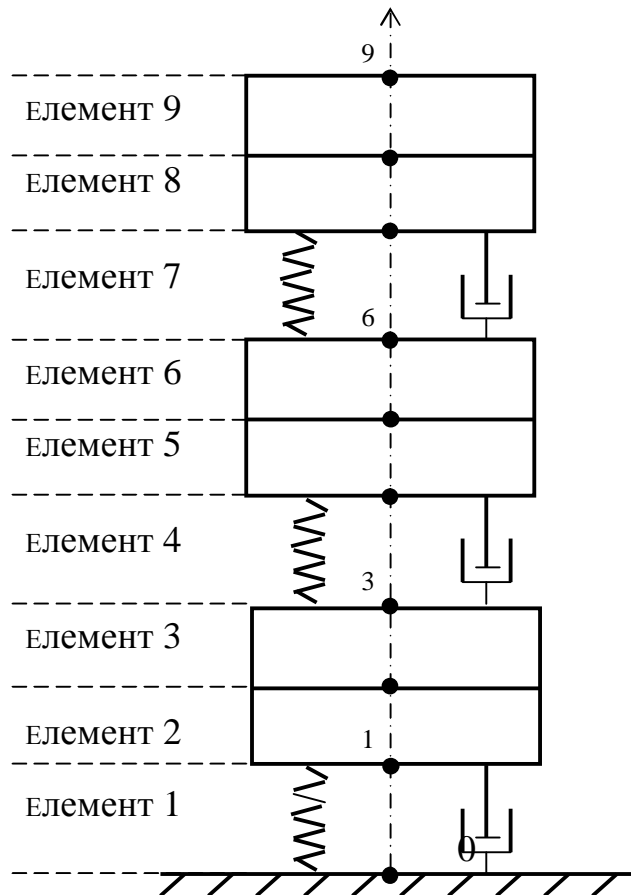 9
Елемент 9
Елемент 8
Елемент 7
6
Елемент 6
Елемент 5
Елемент 4
3
Елемент 3
Елемент 2
1
Елемент 1
0